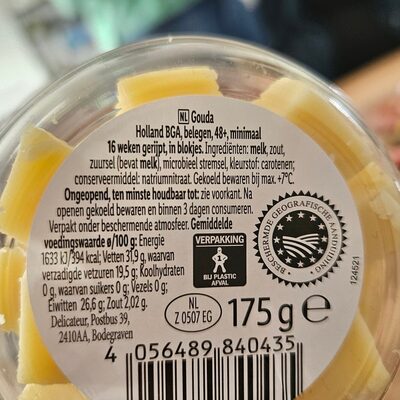 NL Gouda
Holland BGA, belegen, 48+, minimaal
16 weken gerijpt, in blokjes. Ingrediënten: melk, zout,
zuursel (bevat melk), microbieel stremsel, kleurstof: carotenen;
conserveermiddel: natriumnitraat. Gekoeld bewaren bij max. +7°C.
Ongeopend, ten minste houdbaar tot: zie voorkant. Na
openen gekoeld bewaren en binnen 3 dagen consumeren.
Verpakt onder beschermende atmosfeer. Gemiddelde
voedingswaarde ø/100 g: Energie
1633 kJ/394 kcal; Vetten 31,9 g, waarvan
verzadigde vetzuren 19,5 g; Koolhydraten
0 g, waarvan suikers 0 g; Vezels 0 g;
Eiwitten 26,6 g; Zout 2,02 g.
Délicateur, Postbus 39,
2410AA, Bodegraven
VERPAKKING
BIJ PLASTIC
AFVAL
BESCHERMDE GEOGRAFISCHE AANDUIDING
124521
NL
Z 0507 EG
175 g e
4 056489 840435